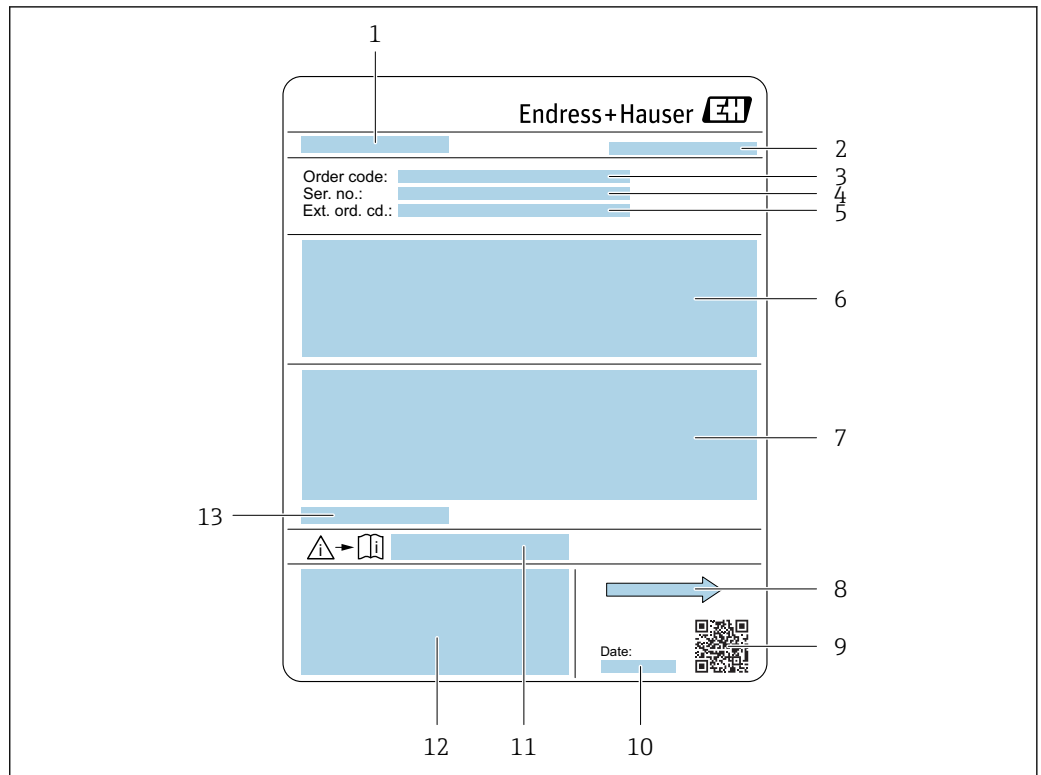 1
Endress+Hauser EH
2
Order code: 3
Ser. no.: 4
Ext. ord. cd.: 5
6
7
13
i i
8
9
Date:
12 11 10